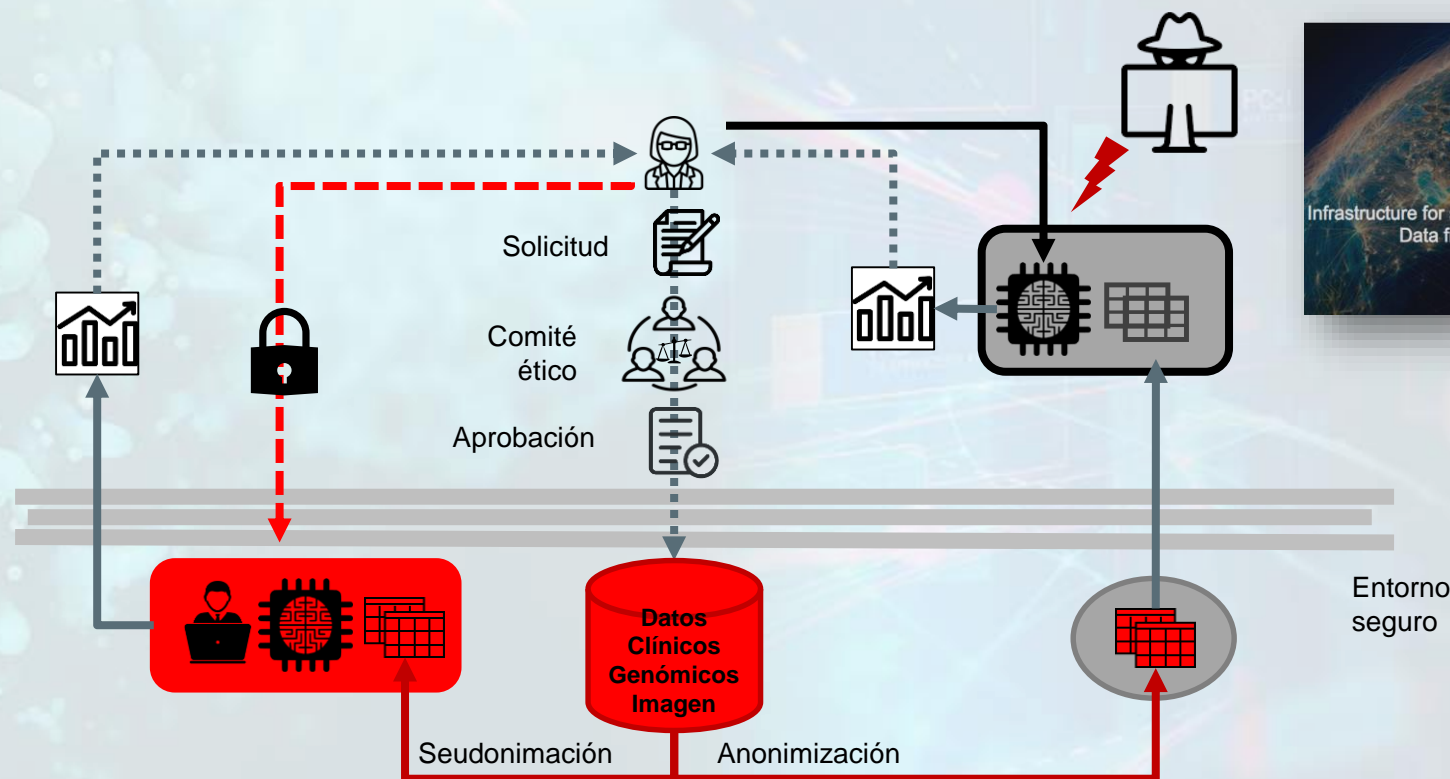 Infrastructure for
Data f
Solicitud
Comité
ético
Aprobación
Entorno
seguro
Datos
Clínicos
Genómicos
Imagen
Seudonimación
Anonimización